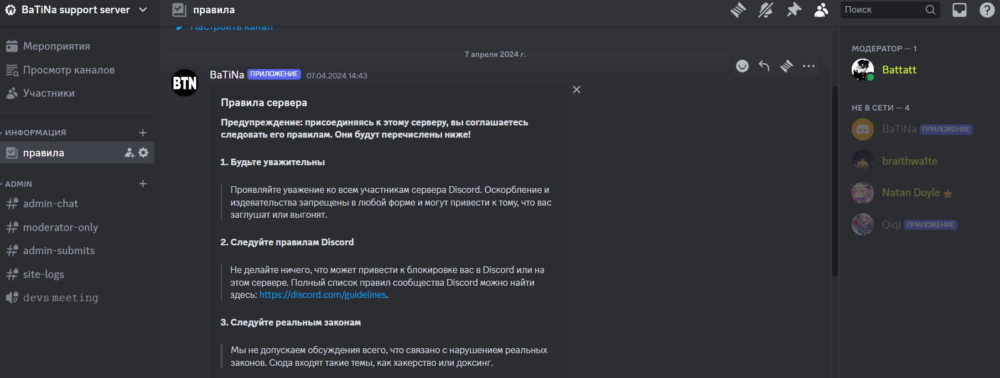 BaTiNa support server
Мероприятия
Просмотр каналов
Участники
ИНФОРМАЦИЯ
правила
ADMIN
admin-chat
moderator-only
admin-submits
site-logs
devs meeting
правила
Поиск
Настроить канал
7 апреля 2024 г.
BTN
BaTiNa ПРИЛОЖЕНИЕ 07.04.2024 14:43
Правила сервера
Предупреждение: присоединяясь к этому серверу, вы соглашаетесь
следовать его правилам. Они будут перечислены ниже!
1. Будьте уважительны
Проявляйте уважение ко всем участникам сервера Discord. Оскорбление и
издевательства запрещены в любой форме и могут привести к тому, что вас
заглушат или выгонят.
2. Следуйте правилам Discord
Не делайте ничего, что может привести к блокировке вас в Discord или на
этом сервере. Полный список правил сообщества Discord можно найти
здесь: https://discord.com/guidelines.
3. Следуйте реальным законам
Мы не допускаем обсуждения всего, что связано с нарушением реальных
законов. Сюда входят такие темы, как хакерство или доксинг.
МОДЕРАТОР — 1
Battatt
НЕ В СЕТИ — 4
BaTiNa ПРИЛОЖЕНИЕ
braithwa1te
Natan Doyle
Qiqi ПРИЛОЖЕНИЕ